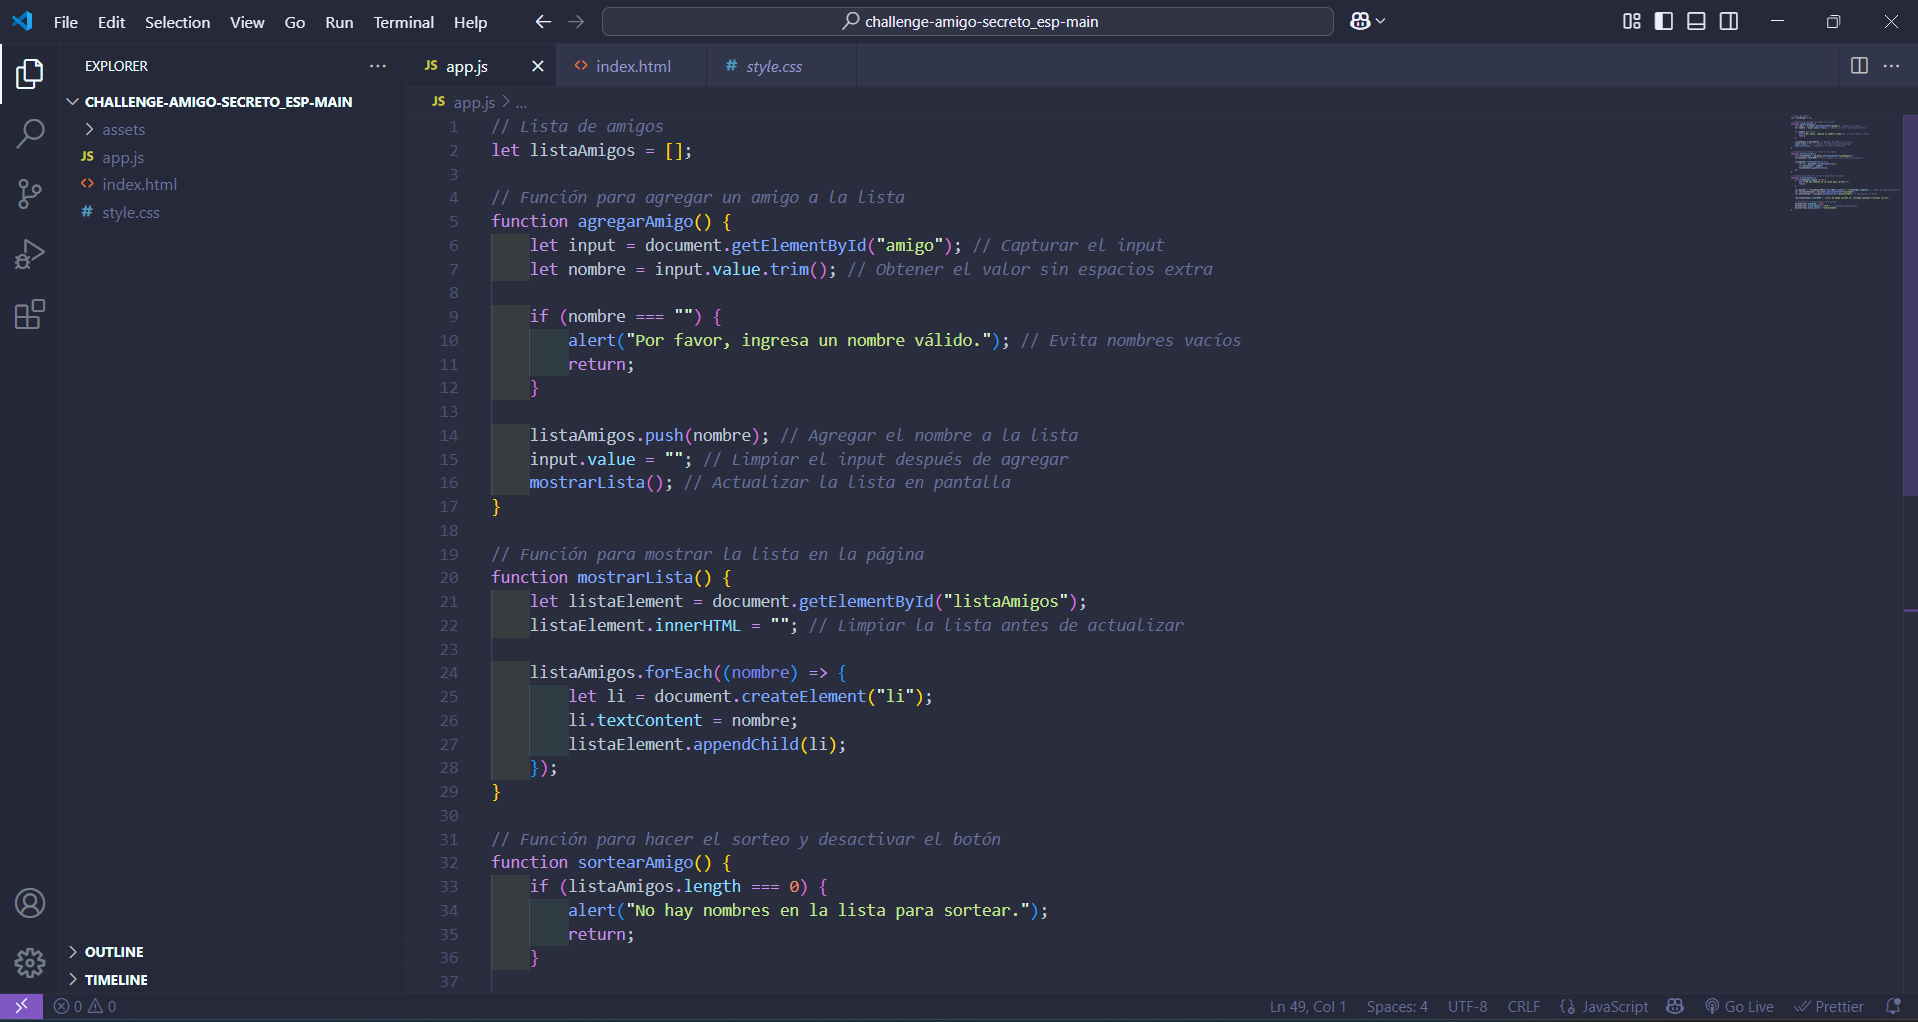 File Edit Selection View Go Run Terminal Help
challenge-amigo-secreto_esp-main
EXPLORER
CHALLENGE-AMIGO-SECRETO_ESP-MAIN
assets
JS app.js
<> index.html
# style.css
OUTLINE
TIMELINE
JS app.js
<> index.html
# style.css
JS app.js > ...
1 // Lista de amigos
2 let listaAmigos = [];
3
4 // Función para agregar un amigo a la lista
5 function agregarAmigo() {
6 let input = document.getElementById("amigo"); // Capturar el input
7 let nombre = input.value.trim(); // Obtener el valor sin espacios extra
8
9 if (nombre === "") {
10 alert("Por favor, ingresa un nombre válido."); // Evita nombres vacíos
11 return;
12 }
13
14 listaAmigos.push(nombre); // Agregar el nombre a la lista
15 input.value = ""; // Limpiar el input después de agregar
16 mostrarLista(); // Actualizar la lista en pantalla
17 }
18
19 // Función para mostrar la lista en la página
20 function mostrarLista() {
21 let listaElement = document.getElementById("listaAmigos");
22 listaElement.innerHTML = ""; // Limpiar la lista antes de actualizar
23
24 listaAmigos.forEach((nombre) => {
25 let li = document.createElement("li");
26 li.textContent = nombre;
27 listaElement.appendChild(li);
28 });
29 }
30
31 // Función para hacer el sorteo y desactivar el botón
32 function sortearAmigo() {
33 if (listaAmigos.length === 0) {
34 alert("No hay nombres en la lista para sortear.");
35 return;
36 }
37
0 0
Ln 49, Col 1 Spaces: 4 UTF-8 CRLF {} JavaScript Go Live Prettier